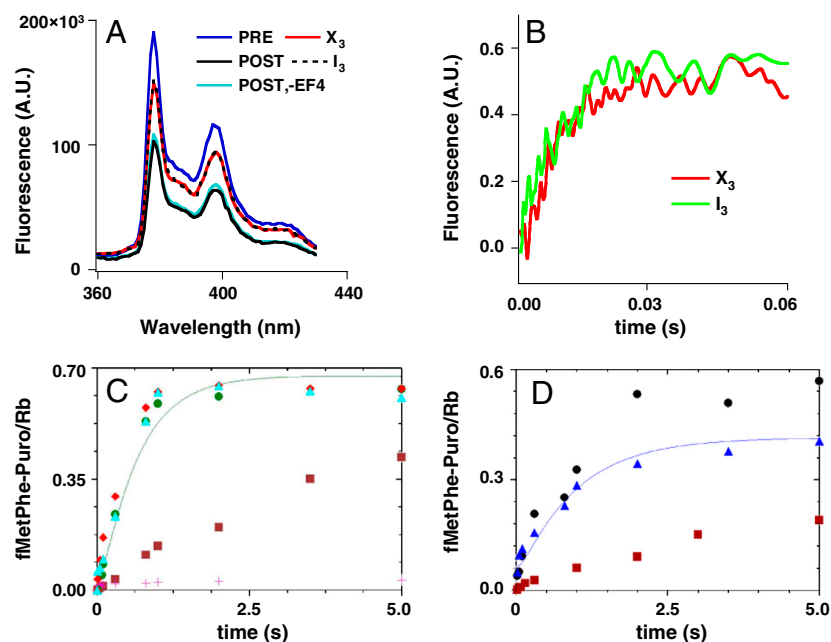 A
200×10³
100
0
Fluorescence (A.U.)
PRE
X₃
POST
I₃
POST,-EF4
360
400
440
Wavelength (nm)
B
0.6
0.4
0.2
0.0
Fluorescence (A.U.)
X₃
I₃
0.00
0.03
0.06
time (s)
C
0.70
0.35
0.00
fMetPhe-Puro/Rb
0
2.5
5.0
time (s)
D
0.6
0.3
0.0
fMetPhe-Puro/Rb
0
2.5
5.0
time (s)